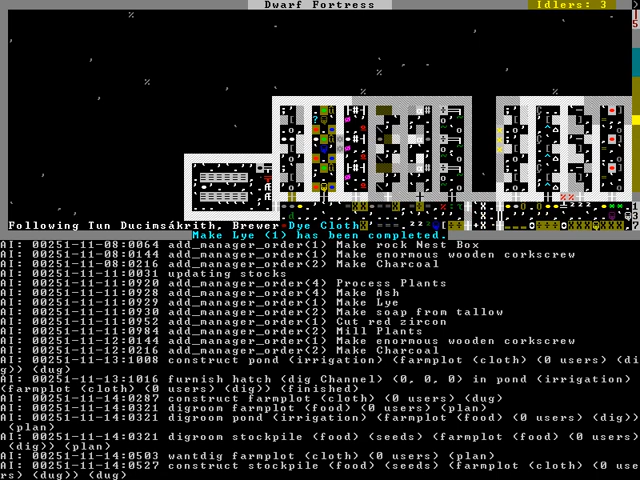 Dwarf Fortress
Idlers: 3
Following Tun Ducimsákrith, Brewer Dye Cloth
Make Lye (1) has been completed.
AI: 00251-11-08:0064 add_manager_order(1) Make rock Nest Box
AI: 00251-11-08:0144 add_manager_order(1) Make enormous wooden corkscrew
AI: 00251-11-08:0216 add_manager_order(2) Make Charcoal
AI: 00251-11-11:0031 updating stocks
AI: 00251-11-11:0920 add_manager_order(4) Process Plants
AI: 00251-11-11:0928 add_manager_order(4) Make Ash
AI: 00251-11-11:0929 add_manager_order(1) Make Lye
AI: 00251-11-11:0930 add_manager_order(2) Make soap from tallow
AI: 00251-11-11:0952 add_manager_order(1) Cut red zircon
AI: 00251-11-11:0984 add_manager_order(2) Mill Plants
AI: 00251-11-12:0144 add_manager_order(1) Make enormous wooden corkscrew
AI: 00251-11-12:0216 add_manager_order(2) Make Charcoal
AI: 00251-11-13:1008 construct pond (irrigation) (farmplot (cloth) (0 users) (di
g)) (dug)
AI: 00251-11-13:1016 furnish hatch (dig Channel) (0, 0, 0) in pond (irrigation)
(farmplot (cloth) (0 users) (dig)) (finished)
AI: 00251-11-14:0287 construct farmplot (cloth) (0 users) (dug)
AI: 00251-11-14:0321 digroom farmplot (food) (0 users) (plan)
AI: 00251-11-14:0321 digroom pond (irrigation) (farmplot (food) (0 users) (dig))
(plan)
AI: 00251-11-14:0321 digroom stockpile (food) (seeds) (farmplot (food) (0 users)
(dig)) (plan)
AI: 00251-11-14:0503 wantdig farmplot (cloth) (0 users) (plan)
AI: 00251-11-14:0527 construct stockpile (food) (seeds) (farmplot (cloth) (0 use
rs) (dug)) (dug)